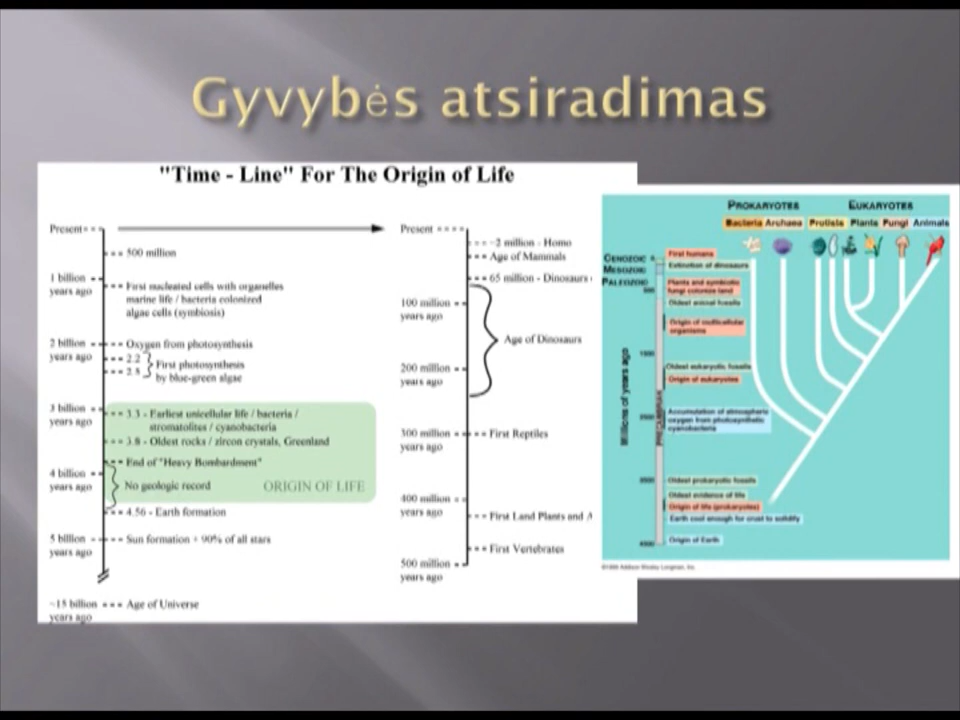 Gyvybės atsiradimas
"Time - Line" For The Origin of Life
Present
500 million
1 billion
years ago
First nucleated cells with organelles
marine life / bacteria colonized
algae cells (symbiosis)
2 billion
years ago
Oxygen from photosynthesis
2.2
First photosynthesis
by blue-green algae
3 billion
years ago
3.3 - Earliest unicellular life / bacteria /
stromatolites / cyanobacteria
3.8 - Oldest rocks / zircon crystals, Greenland
End of "Heavy Bombardment"
4 billion
years ago
No geologic record
ORIGIN OF LIFE
4.56 - Earth formation
5 billion
years ago
Sun formation + 90% of all stars
~15 billion
years ago
Age of Universe
Present
~2 million - Homo
Age of Mammals
65 million - Dinosaurs
100 million
years ago
Age of Dinosaurs
200 million
years ago
300 million
years ago
First Reptiles
400 million
years ago
First Land Plants and A
First Vertebrates
500 million
years ago
PROKARYOTES
EUKARYOTES
Bacteria Archaea Protists Plants Fungi Animals
CENOZOIC
MESOZOIC
PALEOZOIC
First humans
Extinction of dinosaurs
Plants and symbiotic
fungi colonize land
Oldest animal fossils
Origin of multicellular
organisms
Oldest eukaryotic fossils
Origin of eukaryotes
Accumulation of atmospheric
oxygen from photosynthetic
cyanobacteria
Oldest prokaryotic fossils
Oldest evidence of life
Origin of life (prokaryotes)
Earth cool enough for crust to solidify
Origin of Earth
Millions of years ago
PRECAMBRIAN
500
1500
4500